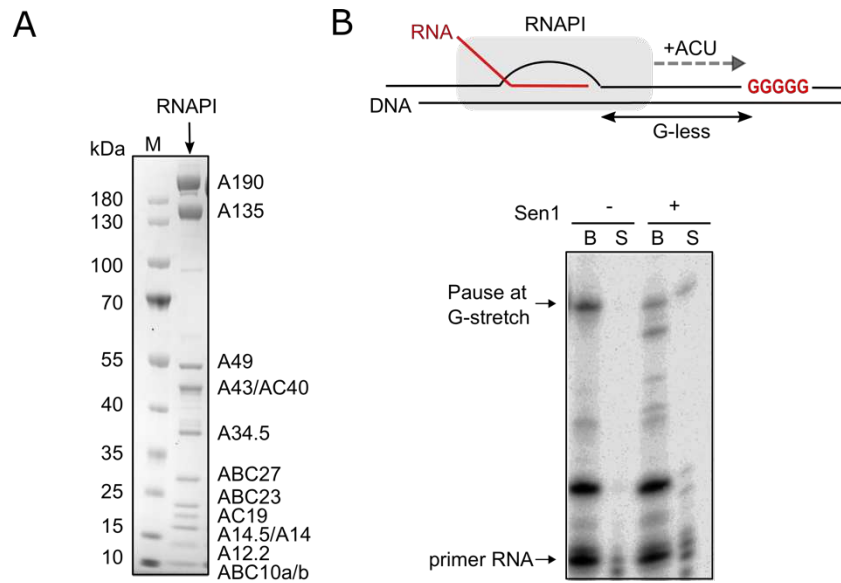 A
RNAPI
kDa
M
180
130
100
70
55
40
35
25
15
10
A190
A135
A49
A43/AC40
A34.5
ABC27
ABC23
AC19
A14.5/A14
A12.2
ABC10a/b
B
RNAPI
RNA
+ACU
GGGGG
DNA
G-less
Sen1 - +
B S B S
Pause at
G-stretch
primer RNA